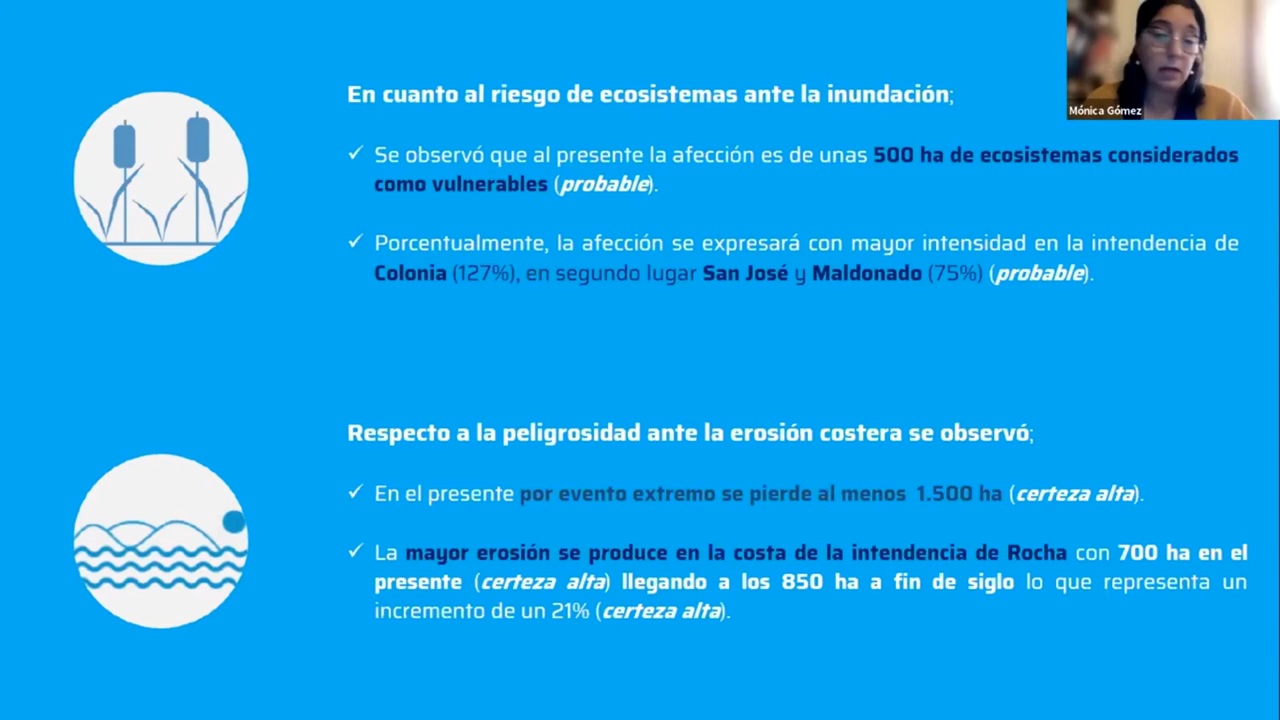 Mónica Gómez
En cuanto al riesgo de ecosistemas ante la inundación;
✓ Se observó que al presente la afección es de unas 500 ha de ecosistemas considerados
como vulnerables (probable).
✓ Porcentualmente, la afección se expresará con mayor intensidad en la intendencia de
Colonia (127%), en segundo lugar San José y Maldonado (75%) (probable).
Respecto a la peligrosidad ante la erosión costera se observó;
✓ En el presente por evento extremo se pierde al menos 1.500 ha (certeza alta).
✓ La mayor erosión se produce en la costa de la intendencia de Rocha con 700 ha en el
presente (certeza alta) llegando a los 850 ha a fin de siglo lo que representa un
incremento de un 21% (certeza alta).